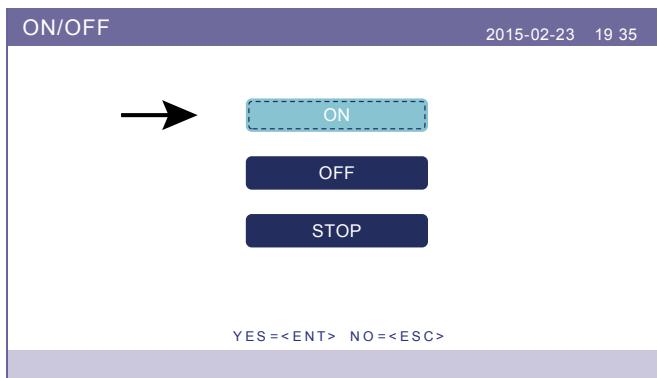 ON/OFF
2015-02-23 19 35
ON
OFF
STOP
YES=<ENT> NO=<ESC>